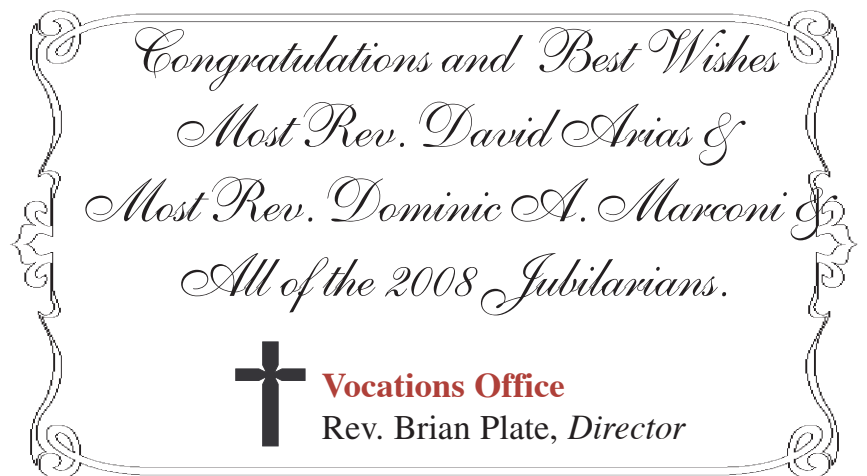 Congratulations and Best Wishes
Most Rev. David Arias &
Most Rev. Dominic A. Marconi &
All of the 2008 Jubilarians.
Vocations Office
Rev. Brian Plate, Director